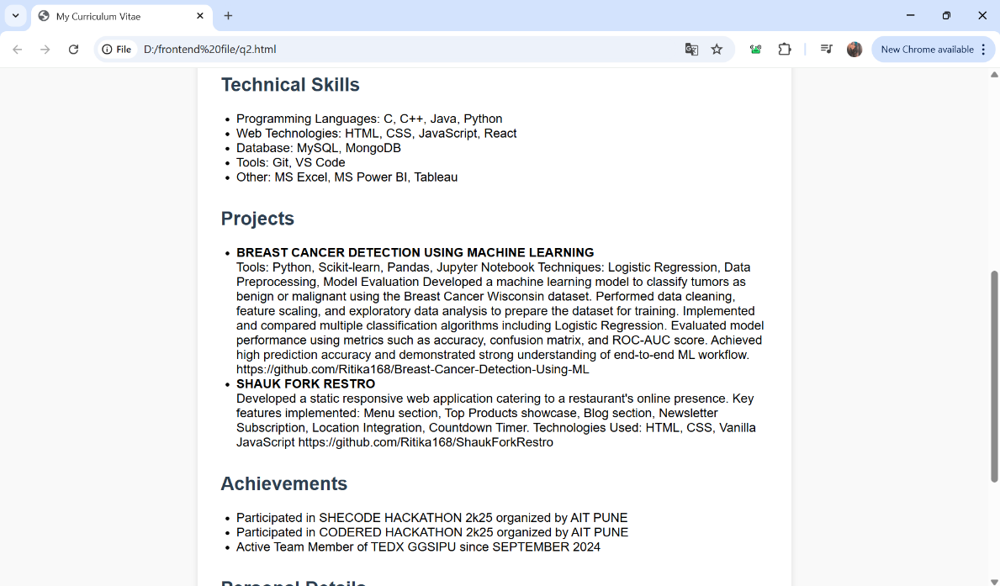 My Curriculum Vitae
File
D:/frontend%20file/q2.html
New Chrome available
Technical Skills
Programming Languages: C, C++, Java, Python
Web Technologies: HTML, CSS, JavaScript, React
Database: MySQL, MongoDB
Tools: Git, VS Code
Other: MS Excel, MS Power BI, Tableau
Projects
BREAST CANCER DETECTION USING MACHINE LEARNING
Tools: Python, Scikit-learn, Pandas, Jupyter Notebook Techniques: Logistic Regression, Data
Preprocessing, Model Evaluation Developed a machine learning model to classify tumors as
benign or malignant using the Breast Cancer Wisconsin dataset. Performed data cleaning,
feature scaling, and exploratory data analysis to prepare the dataset for training. Implemented
and compared multiple classification algorithms including Logistic Regression. Evaluated model
performance using metrics such as accuracy, confusion matrix, and ROC-AUC score. Achieved
high prediction accuracy and demonstrated strong understanding of end-to-end ML workflow.
https://github.com/Ritika168/Breast-Cancer-Detection-Using-ML
SHAUK FORK RESTRO
Developed a static responsive web application catering to a restaurant's online presence. Key
features implemented: Menu section, Top Products showcase, Blog section, Newsletter
Subscription, Location Integration, Countdown Timer. Technologies Used: HTML, CSS, Vanilla
JavaScript https://github.com/Ritika168/ShaukForkRestro
Achievements
Participated in SHECODE HACKATHON 2k25 organized by AIT PUNE
Participated in CODERED HACKATHON 2k25 organized by AIT PUNE
Active Team Member of TEDX GGSIPU since SEPTEMBER 2024
Personal Details